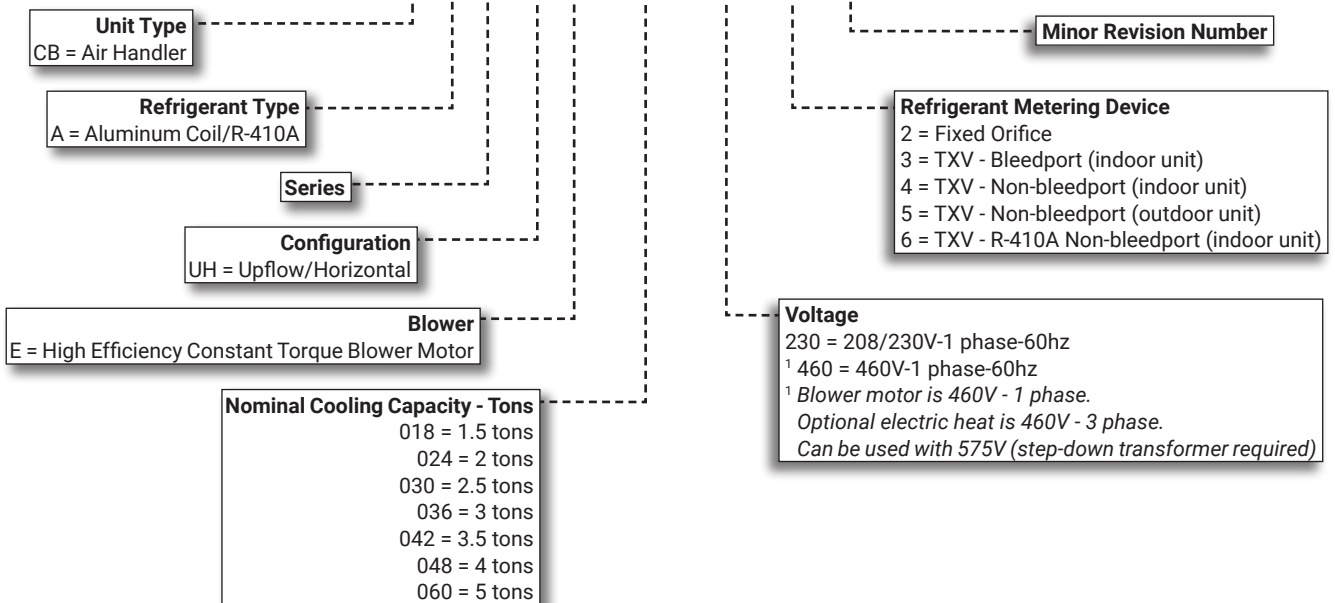 Unit Type
CB = Air Handler
Refrigerant Type
A = Aluminum Coil/R-410A
Series
Configuration
UH = Upflow/Horizontal
Blower
E = High Efficiency Constant Torque Blower Motor
Nominal Cooling Capacity - Tons
018 = 1.5 tons
024 = 2 tons
030 = 2.5 tons
036 = 3 tons
042 = 3.5 tons
048 = 4 tons
060 = 5 tons
Minor Revision Number
Refrigerant Metering Device
2 = Fixed Orifice
3 = TXV - Bleedport (indoor unit)
4 = TXV - Non-bleedport (indoor unit)
5 = TXV - Non-bleedport (outdoor unit)
6 = TXV - R-410A Non-bleedport (indoor unit)
Voltage
230 = 208/230V-1 phase-60hz
¹ 460 = 460V-1 phase-60hz
¹ Blower motor is 460V - 1 phase.
Optional electric heat is 460V - 3 phase.
Can be used with 575V (step-down transformer required)